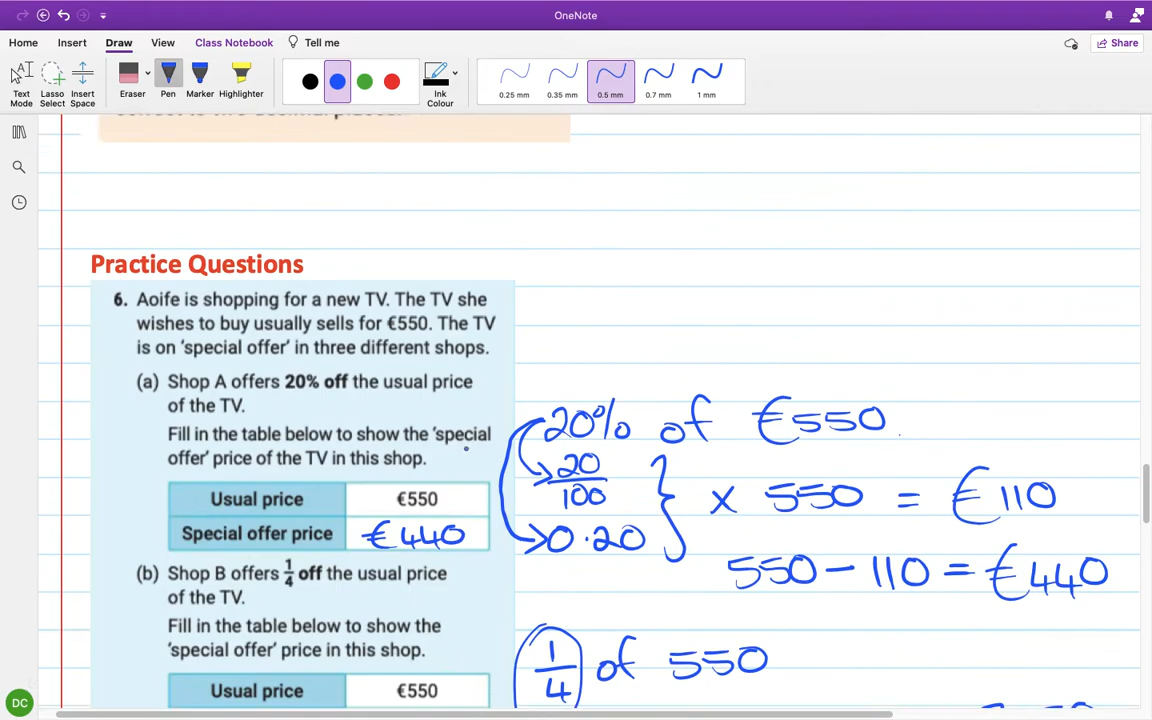 OneNote
Home Insert Draw View Class Notebook Tell me
Share
Text Mode
Lasso Select
Insert Space
Eraser
Pen
Marker
Highlighter
Ink Colour
0.25 mm
0.35 mm
0.5 mm
0.7 mm
1 mm
Practice Questions
6. Aoife is shopping for a new TV. The TV she
wishes to buy usually sells for €550. The TV
is on 'special offer' in three different shops.
(a) Shop A offers 20% off the usual price
of the TV.
Fill in the table below to show the 'special
offer' price of the TV in this shop.
Usual price €550
Special offer price €440
(b) Shop B offers 1/4 off the usual price
of the TV.
Fill in the table below to show the
'special offer' price in this shop.
Usual price €550
20% of €550
20/100
0.20
x 550 = €110
550 - 110 = €440
1/4 of 550
DC